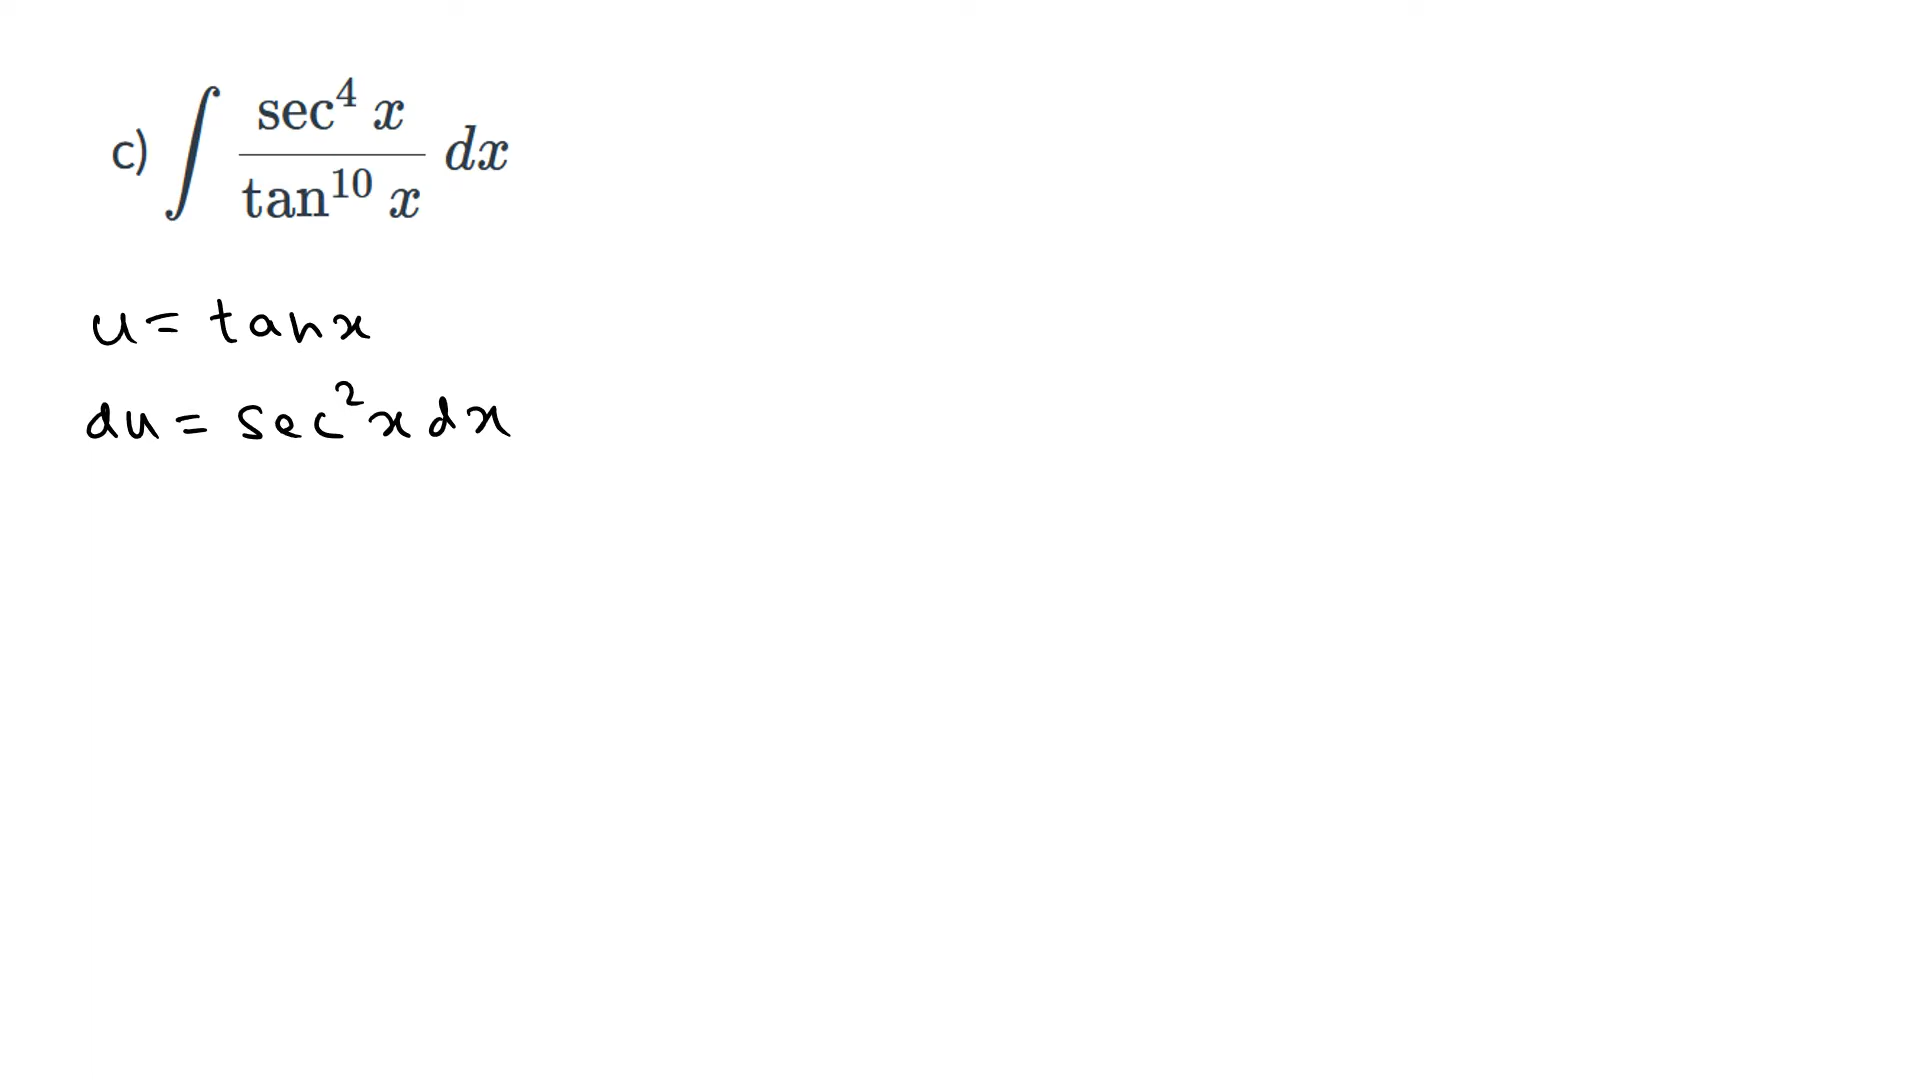 c) ∫ sec⁴ x / tan¹⁰ x dx
u = tan x
du = sec² x dx